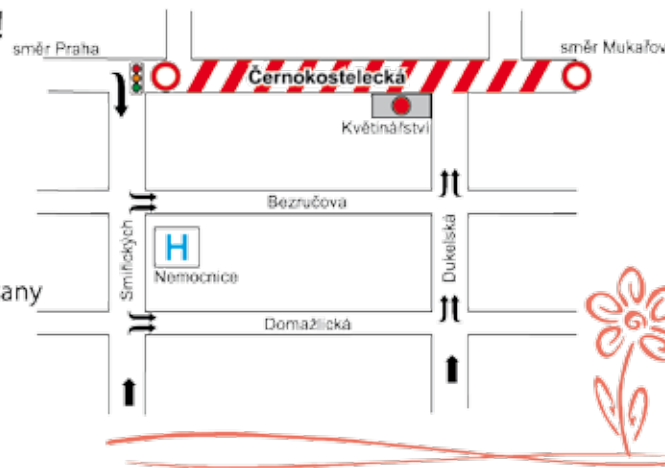 !
směr Praha
směr Mukařov
Černokostelecká
Květinářství
Bezručova
Smiřických
H
Dukelská
Nemocnice
any
Domažlická